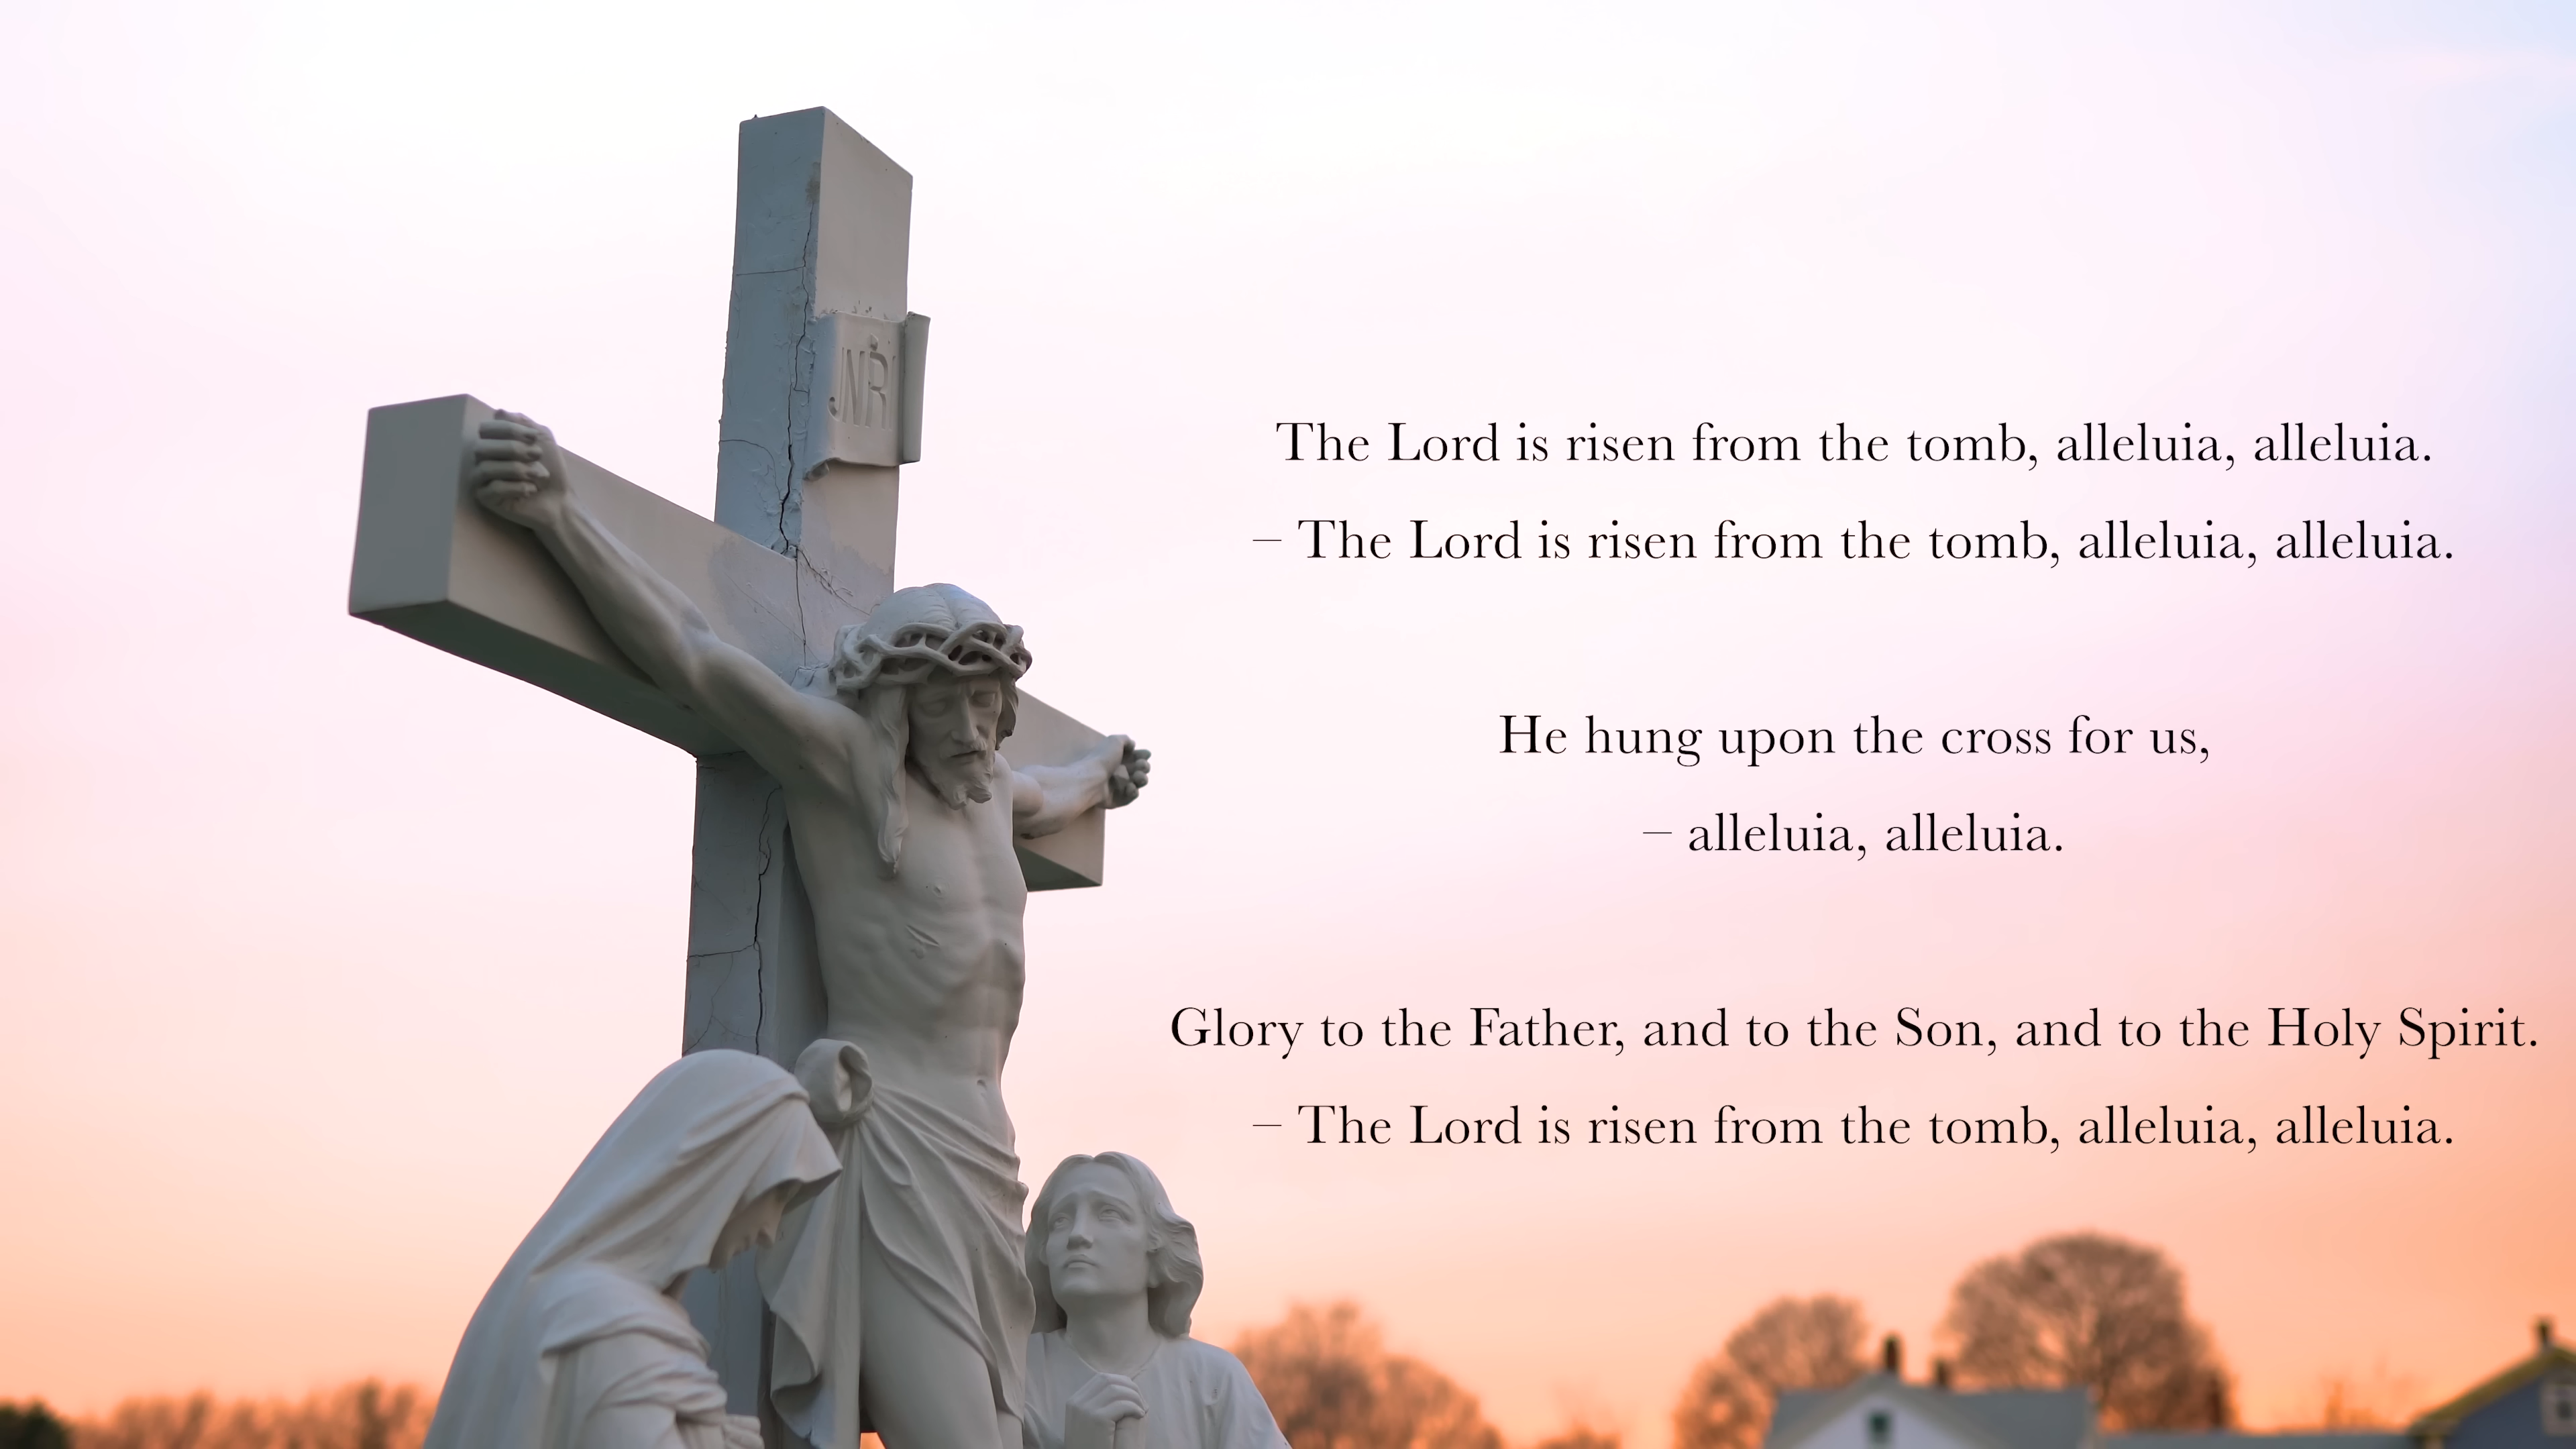 JNRI
The Lord is risen from the tomb, alleluia, alleluia.
– The Lord is risen from the tomb, alleluia, alleluia.
He hung upon the cross for us,
– alleluia, alleluia.
Glory to the Father, and to the Son, and to the Holy Spirit.
– The Lord is risen from the tomb, alleluia, alleluia.